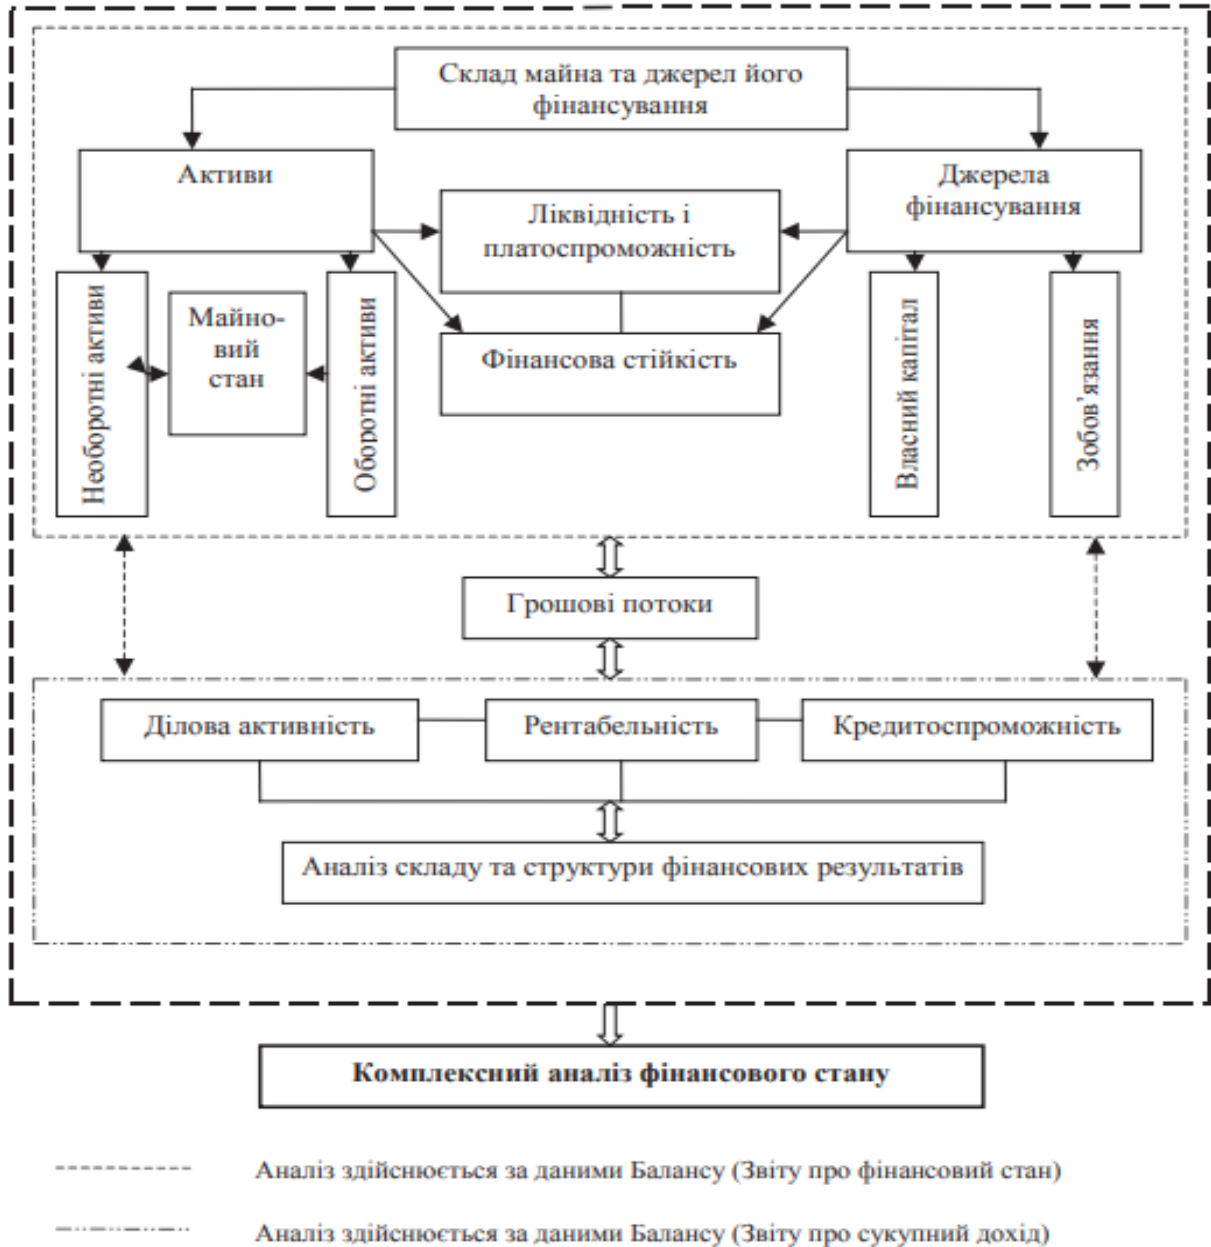 Склад майна та джерел його
фінансування
Активи
Джерела
фінансування
Ліквідність і
платоспроможність
Необоротні активи
Майно-
вий
стан
Оборотні активи
Фінансова стійкість
Власний капітал
Зобов’язання
Грошові потоки
Ділова активність
Рентабельність
Кредитоспроможність
Аналіз складу та структури фінансових результатів
Комплексний аналіз фінансового стану
Аналіз здійснюється за даними Балансу (Звіту про фінансовий стан)
Аналіз здійснюється за даними Балансу (Звіту про сукупний дохід)